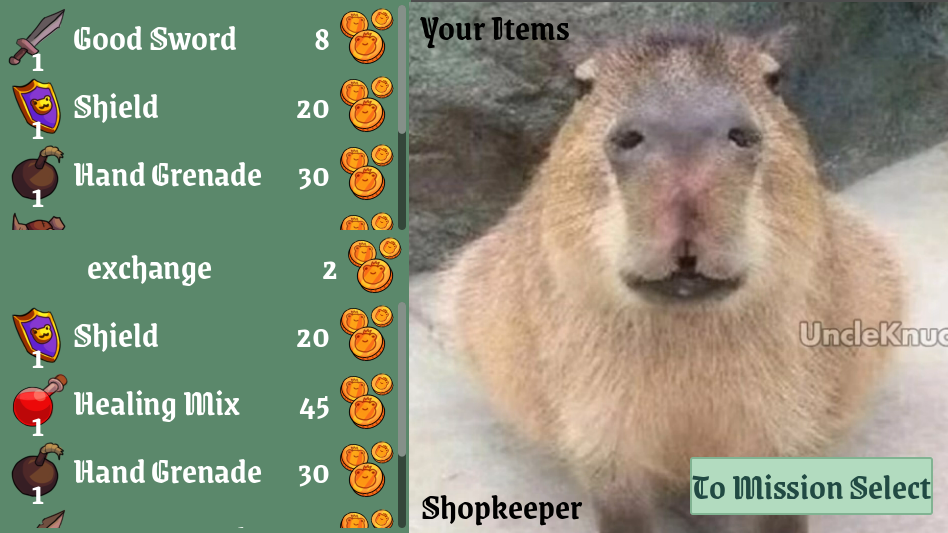 Good Sword 8
1
Shield 20
1
Hand Grenade 30
1
exchange 2
Shield 20
1
Healing Mix 45
1
Hand Grenade 30
1
Your Items
Shopkeeper
To Mission Select